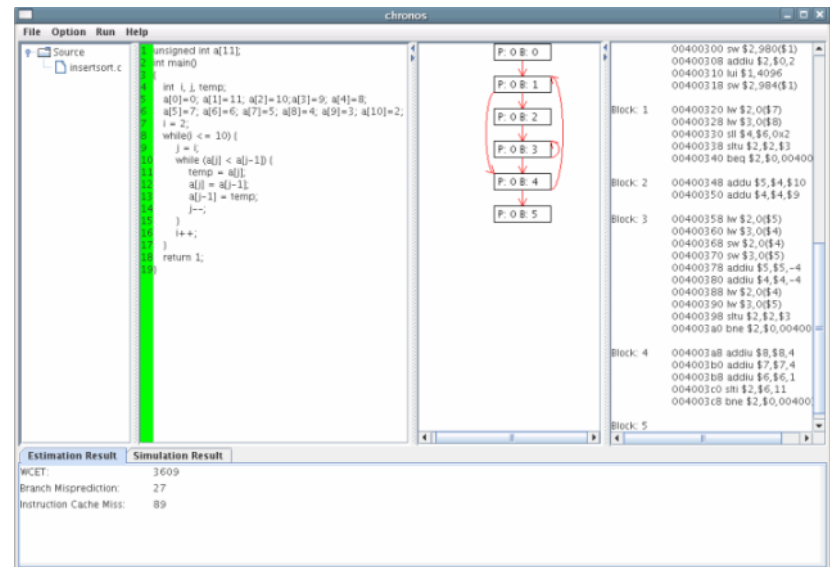 chronos
File Option Run Help
Source
insertsort.c
1 unsigned int a[11];
2 int main()
3 {
4 int i, j, temp;
5 a[0]=0; a[1]=11; a[2]=10;a[3]=9; a[4]=8;
6 a[5]=7; a[6]=6; a[7]=5; a[8]=4; a[9]=3; a[10]=2;
7 i = 2;
8 while(i <= 10) {
9 j = i;
10 while (a[j] < a[j-1]) {
11 temp = a[j];
12 a[j] = a[j-1];
13 a[j-1] = temp;
14 j--;
15 }
16 i++;
17 }
18 return 1;
19 }
P: 0 B: 0
P: 0 B: 1
P: 0 B: 2
P: 0 B: 3
P: 0 B: 4
P: 0 B: 5
00400300 sw $2,980($1)
00400308 addiu $2,$0,2
00400310 lui $1,4096
00400318 sw $2,984($1)
Block: 1 00400320 lw $2,0($7)
00400328 lw $3,0($8)
00400330 sll $4,$6,0x2
00400338 sltu $2,$2,$3
00400340 beq $2,$0,00400
Block: 2 00400348 addu $5,$4,$10
00400350 addu $4,$4,$9
Block: 3 00400358 lw $2,0($5)
00400360 lw $3,0($4)
00400368 sw $2,0($4)
00400370 sw $3,0($5)
00400378 addiu $5,$5,-4
00400380 addiu $4,$4,-4
00400388 lw $2,0($4)
00400390 lw $3,0($5)
00400398 sltu $2,$2,$3
004003a0 bne $2,$0,00400
Block: 4 004003a8 addiu $8,$8,4
004003b0 addiu $7,$7,4
004003b8 addiu $6,$6,1
004003c0 slti $2,$6,11
004003c8 bne $2,$0,00400
Block: 5
Estimation Result Simulation Result
WCET: 3609
Branch Misprediction: 27
Instruction Cache Miss: 89